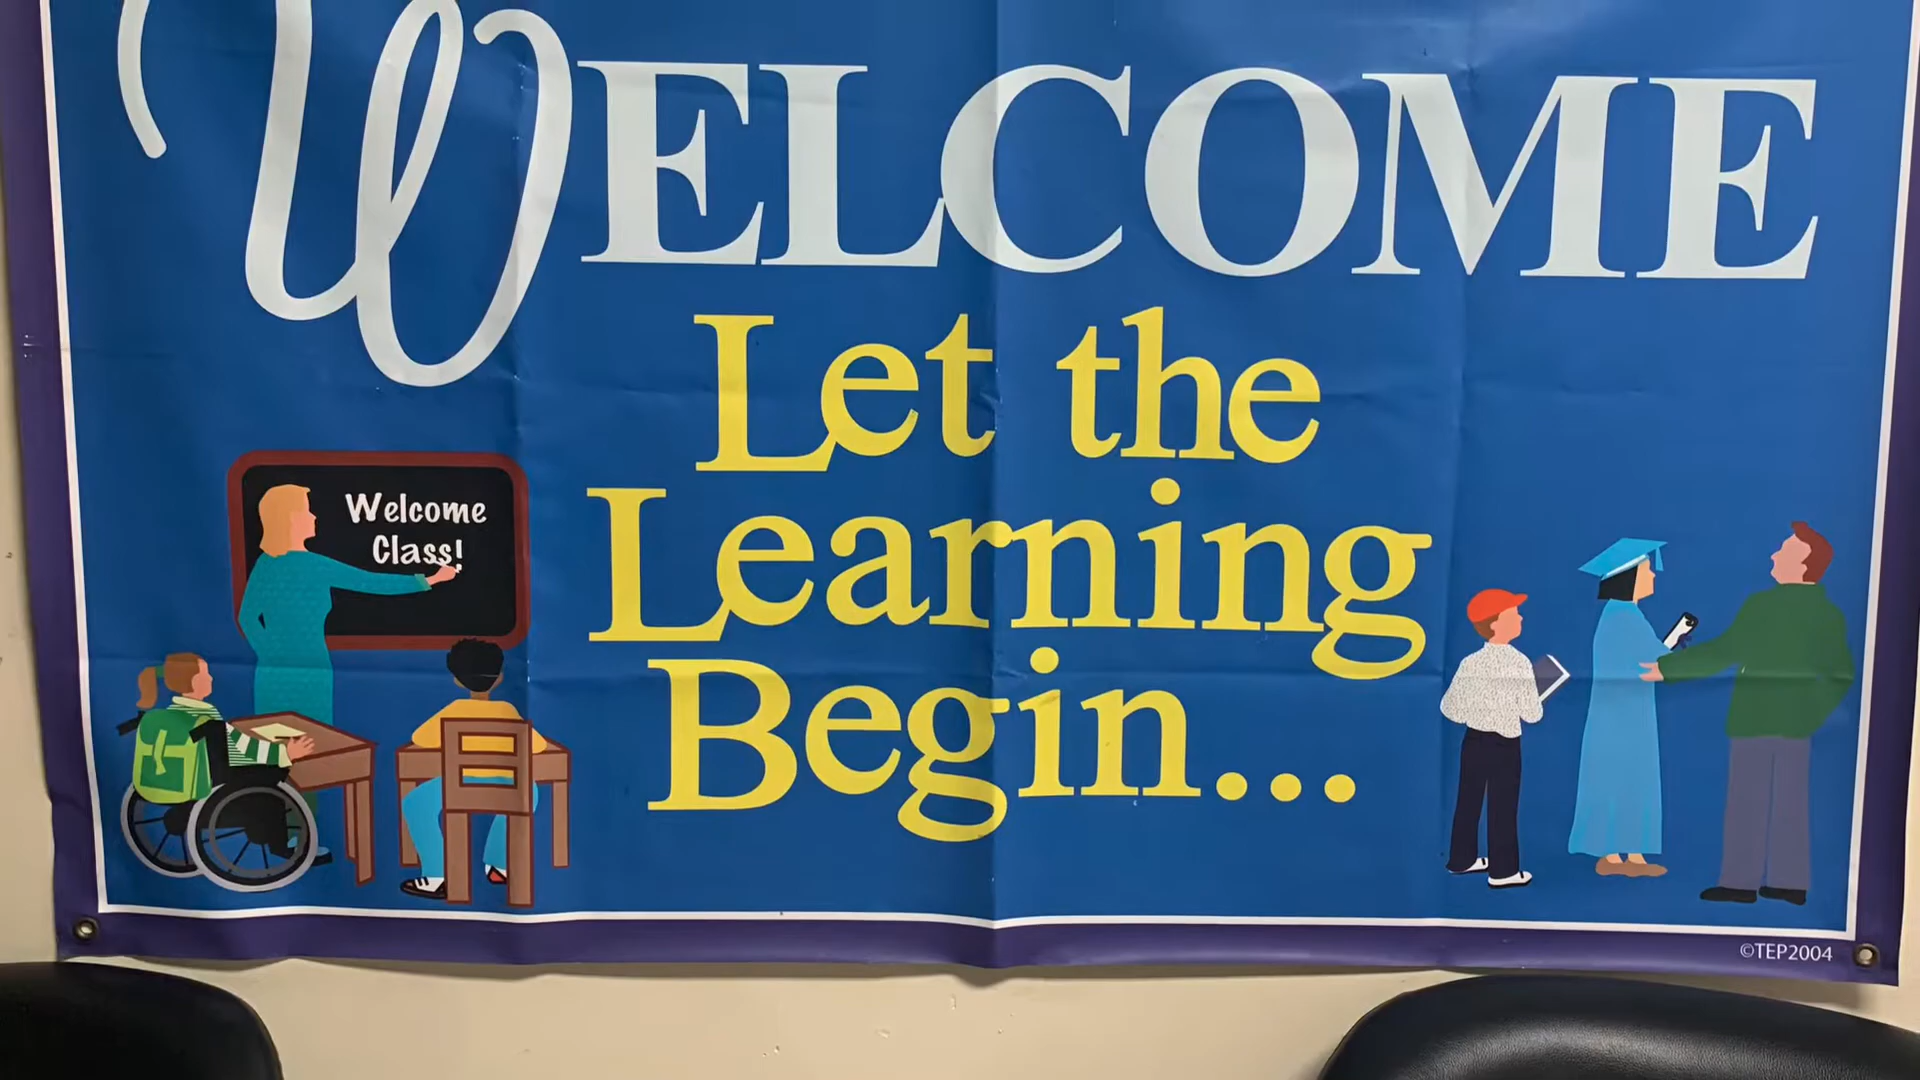 WELCOME
Let the
Learning
Begin...
Welcome
Class!
©TEP2004